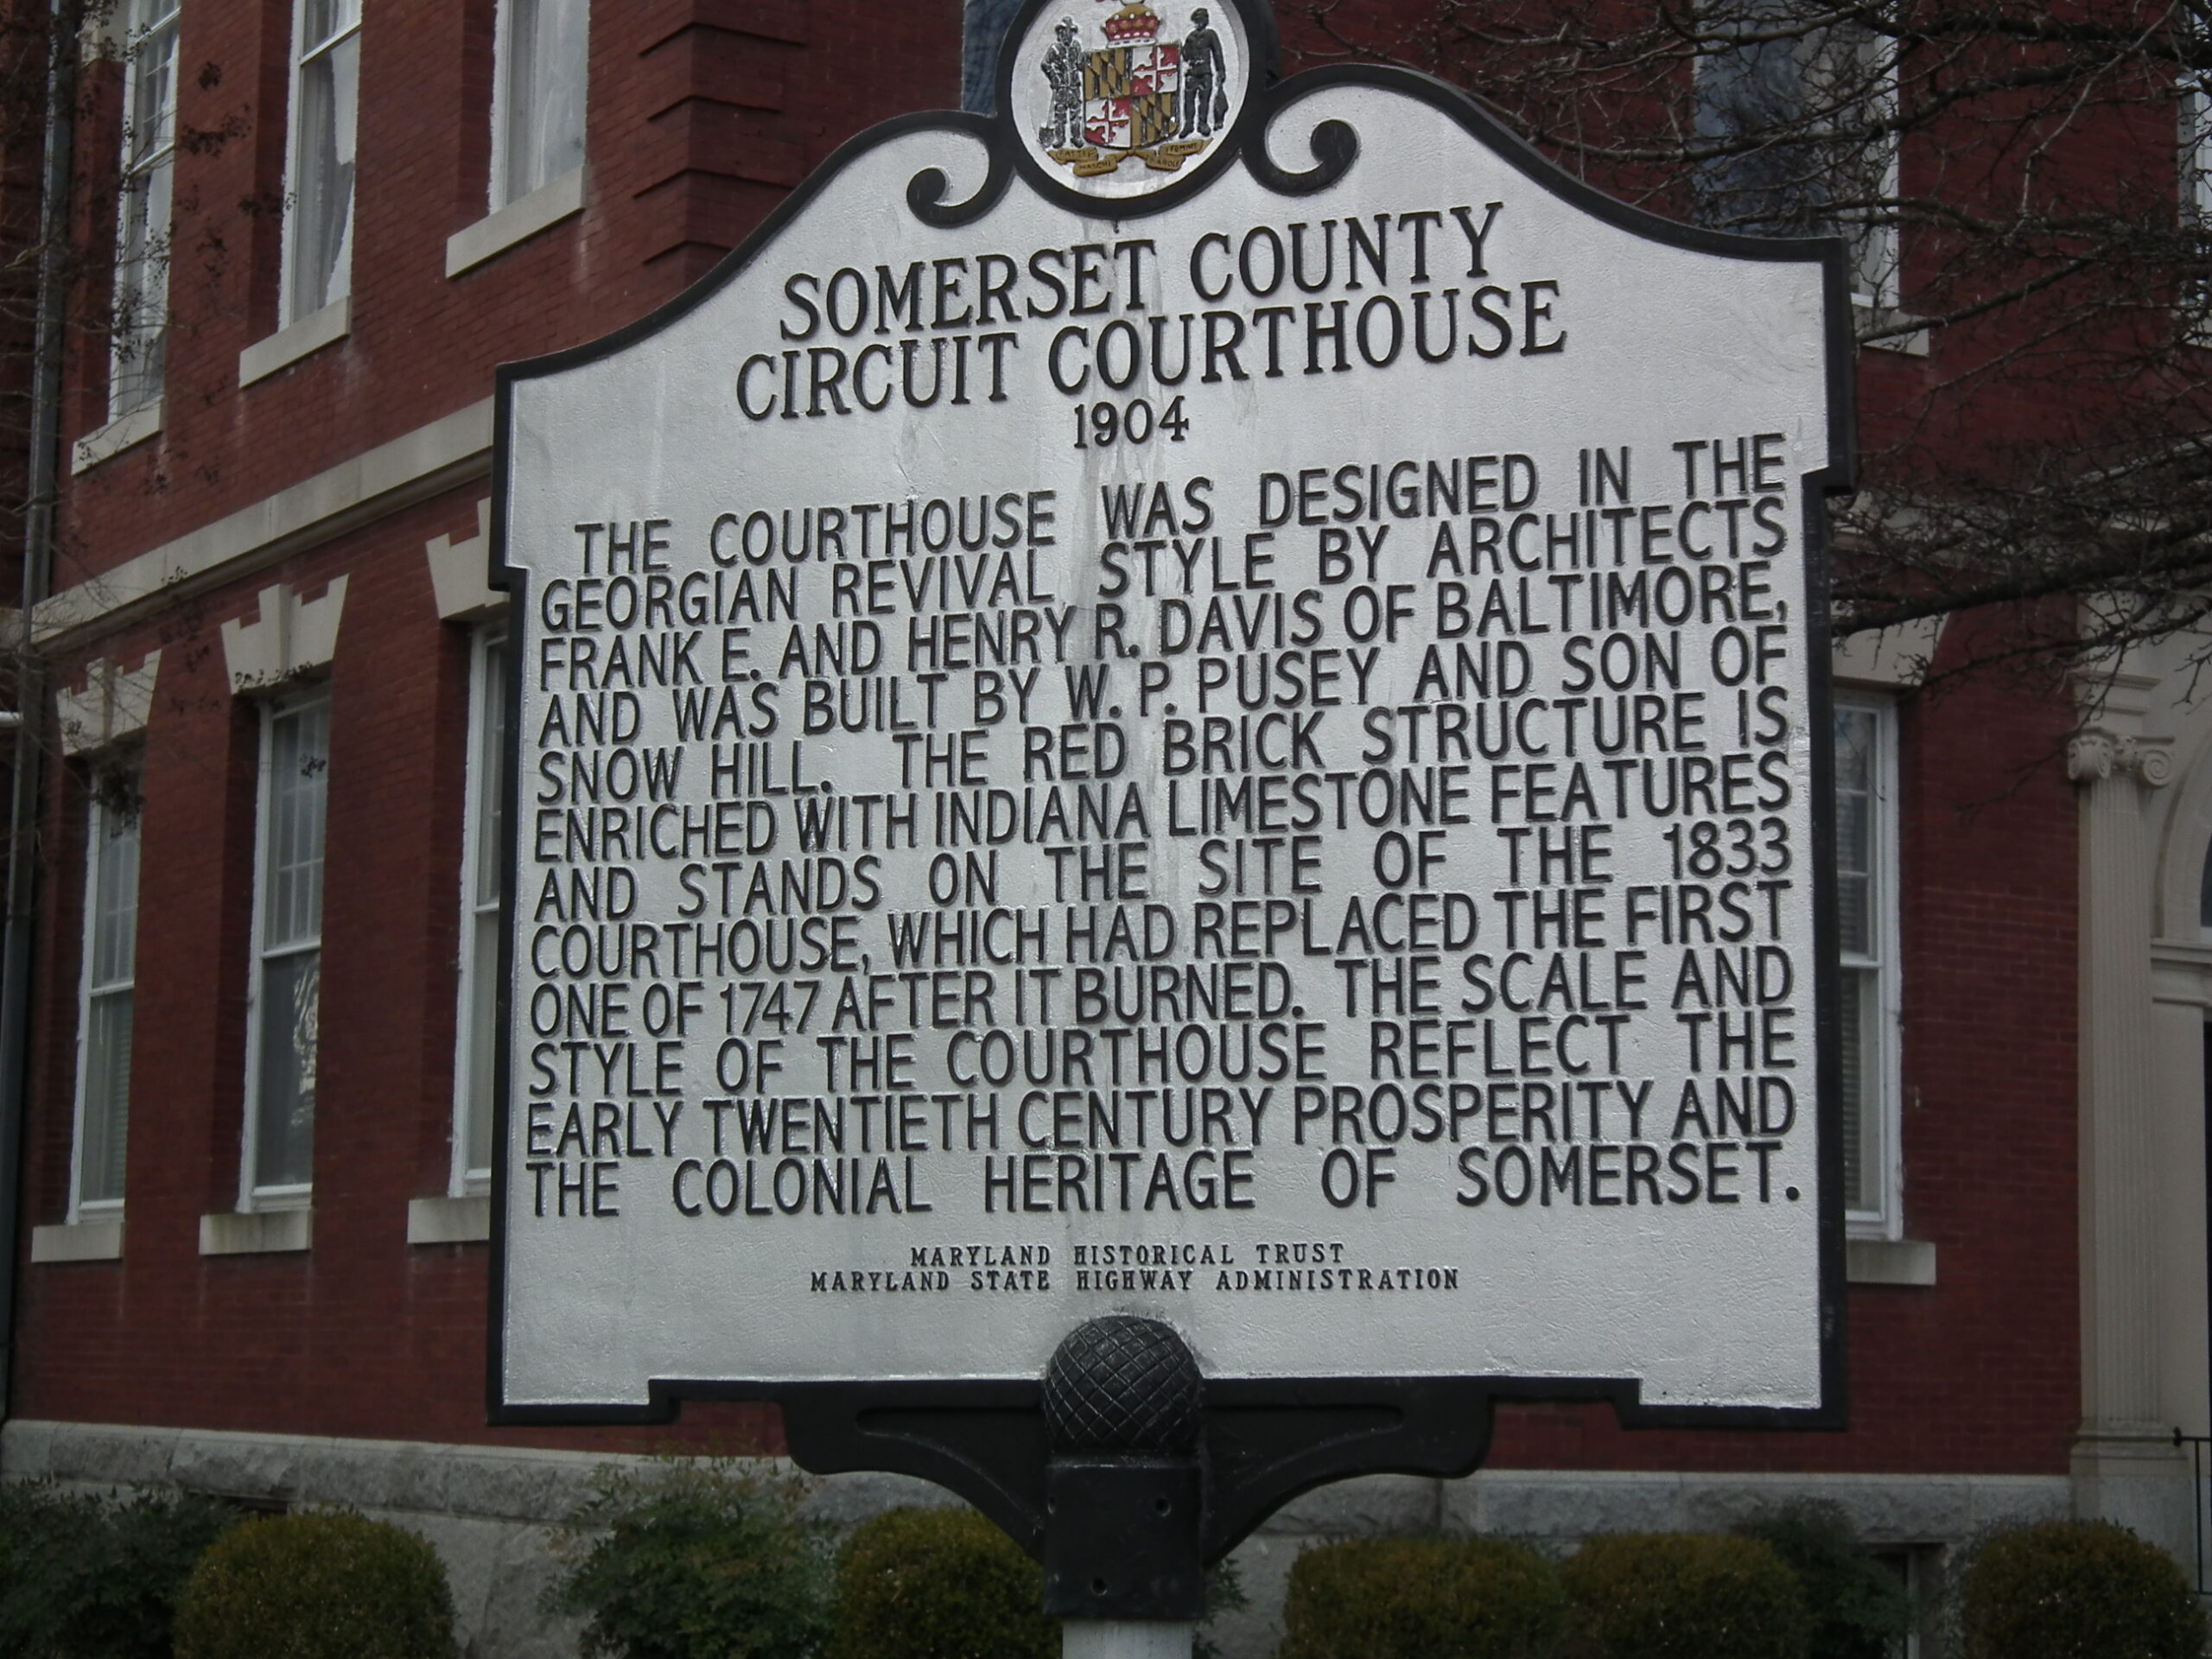 SOMERSET COUNTY
CIRCUIT COURTHOUSE
1904
THE COURTHOUSE WAS DESIGNED IN THE
GEORGIAN REVIVAL STYLE BY ARCHITECTS
FRANK E. AND HENRY R. DAVIS OF BALTIMORE,
AND WAS BUILT BY W. P. PUSEY AND SON OF
SNOW HILL. THE RED BRICK STRUCTURE IS
ENRICHED WITH INDIANA LIMESTONE FEATURES
AND STANDS ON THE SITE OF THE 1833
COURTHOUSE, WHICH HAD REPLACED THE FIRST
ONE OF 1747 AFTER IT BURNED. THE SCALE AND
STYLE OF THE COURTHOUSE REFLECT THE
EARLY TWENTIETH CENTURY PROSPERITY AND
THE COLONIAL HERITAGE OF SOMERSET.
MARYLAND HISTORICAL TRUST
MARYLAND STATE HIGHWAY ADMINISTRATION